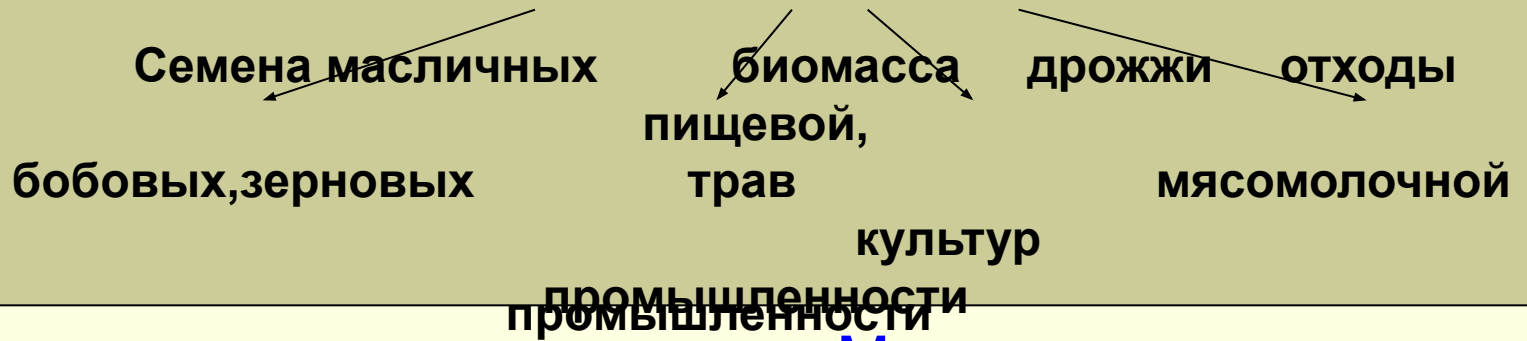 Семена масличных биомасса дрожжи отходы
пищевой,
бобовых,зерновых трав мясомолочной
культур
промышленности
промышленности